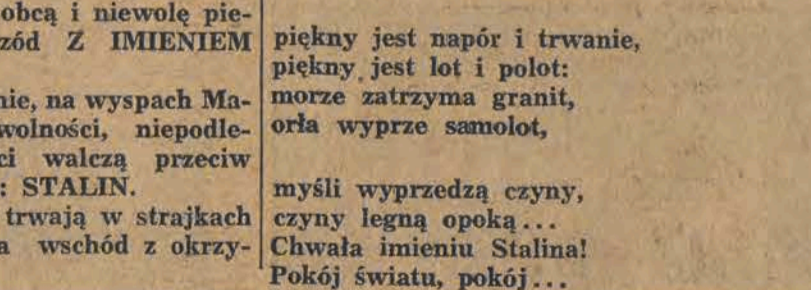 obcą i niewolę pie-
zód Z IMIENIEM
nie, na wyspach Ma-
wolności, niepodle-
ci walczą przeciw
: STALIN.
trwają w strajkach
a wschód z okrzy-
piękny jest napór i trwanie,
piękny jest lot i polot:
morze zatrzyma granit,
orła wyprze samolot,
myśli wyprzedzą czyny,
czyny legną opoką...
Chwała imieniu Stalina!
Pokój światu, pokój...